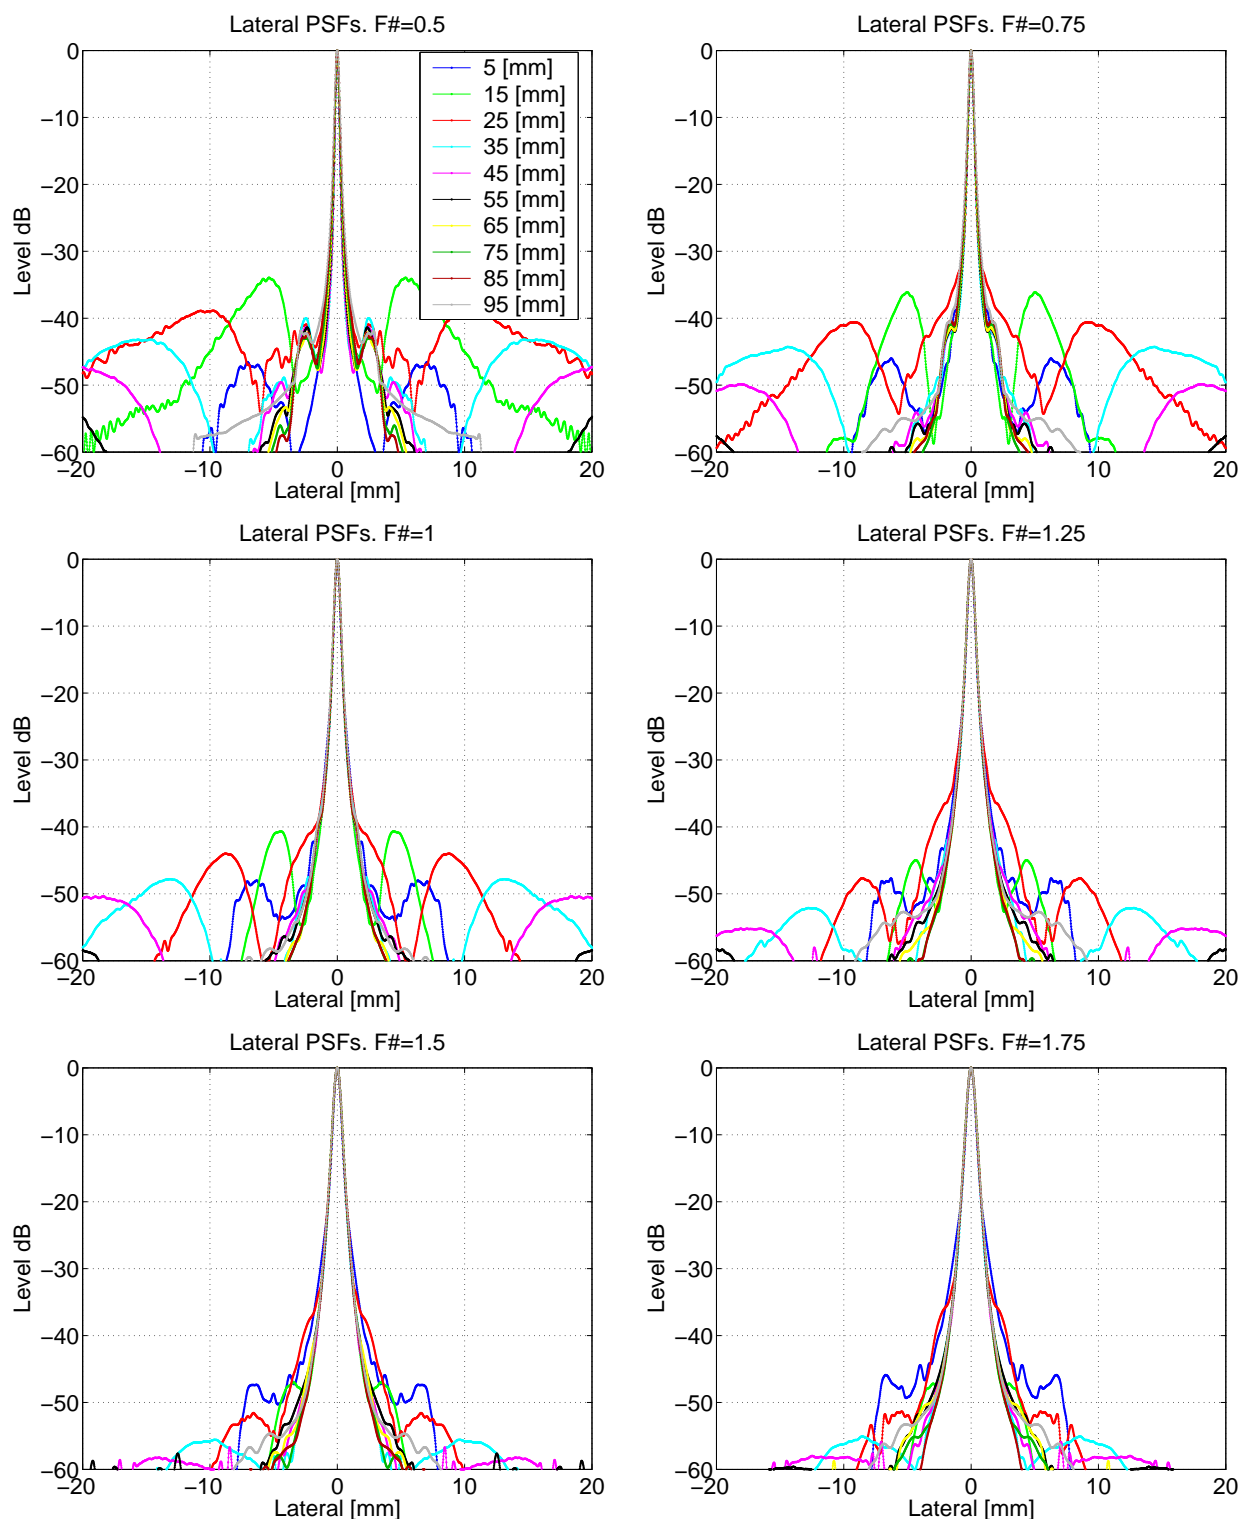 Lateral PSFs. F#=0.5
0
−10
−20
−30
−40
−50
−60
−20
−10
0
10
20
Level dB
Lateral [mm]
5 [mm]
15 [mm]
25 [mm]
35 [mm]
45 [mm]
55 [mm]
65 [mm]
75 [mm]
85 [mm]
95 [mm]
Lateral PSFs. F#=0.75
0
−10
−20
−30
−40
−50
−60
−20
−10
0
10
20
Level dB
Lateral [mm]
Lateral PSFs. F#=1
0
−10
−20
−30
−40
−50
−60
−20
−10
0
10
20
Level dB
Lateral [mm]
Lateral PSFs. F#=1.25
0
−10
−20
−30
−40
−50
−60
−20
−10
0
10
20
Level dB
Lateral [mm]
Lateral PSFs. F#=1.5
0
−10
−20
−30
−40
−50
−60
−20
−10
0
10
20
Level dB
Lateral [mm]
Lateral PSFs. F#=1.75
0
−10
−20
−30
−40
−50
−60
−20
−10
0
10
20
Level dB
Lateral [mm]